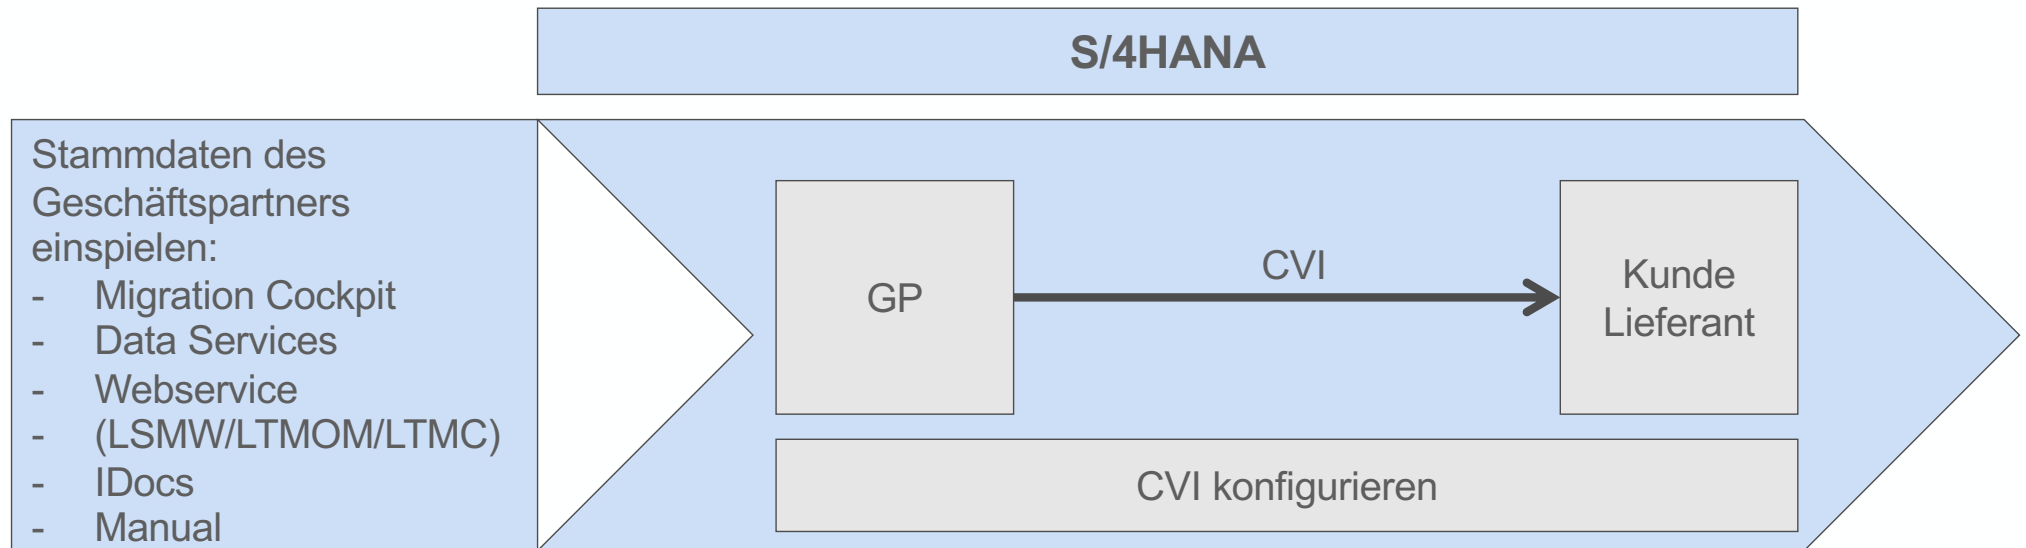 S/4HANA
Stammdaten des
Geschäftspartners
einspielen:
- Migration Cockpit
- Data Services
- Webservice
- (LSMW/LTMOM/LTMC)
- IDocs
- Manual
GP
CVI
Kunde
Lieferant
CVI konfigurieren